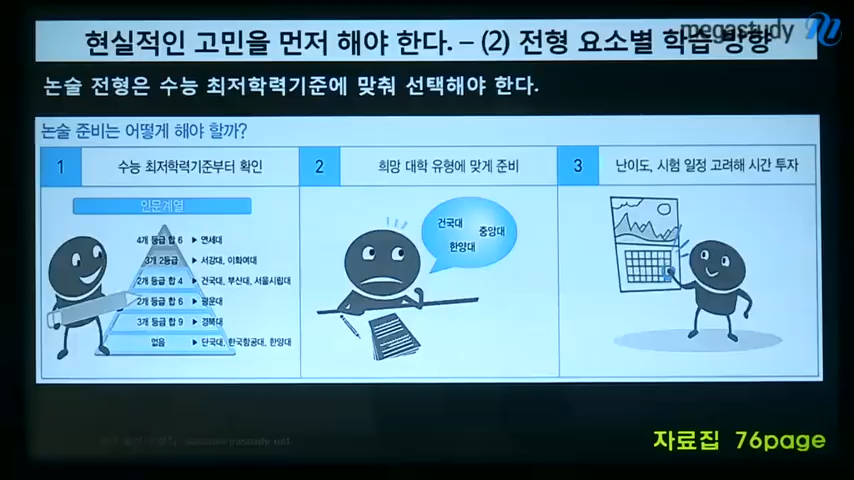 megastudy
현실적인 고민을 먼저 해야 한다. – (2) 전형 요소별 학습 방향
논술 전형은 수능 최저학력기준에 맞춰 선택해야 한다.
논술 준비는 어떻게 해야 할까?
1 수능 최저학력기준부터 확인
인문계열
4개 등급 합 6 ▶ 연세대
3개 2등급 ▶ 서강대, 이화여대
2개 등급 합 4 ▶ 건국대, 부산대, 서울시립대
2개 등급 합 6 ▶ 광운대
3개 등급 합 9 ▶ 경북대
없음 ▶ 단국대, 한국항공대, 한양대
2 희망 대학 유형에 맞게 준비
건국대
중앙대
한양대
3 난이도, 시험 일정 고려해 시간 투자
자료집 76page